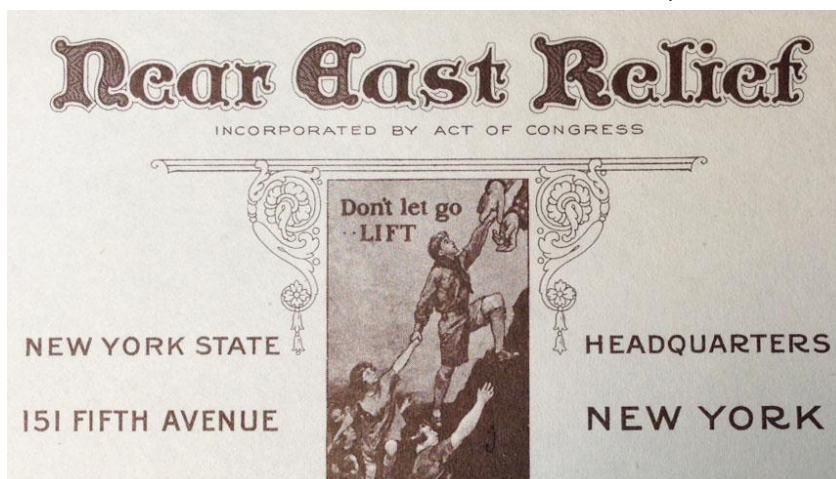 Near East Relief
INCORPORATED BY ACT OF CONGRESS
Don't let go
LIFT
NEW YORK STATE
HEADQUARTERS
151 FIFTH AVENUE
NEW YORK